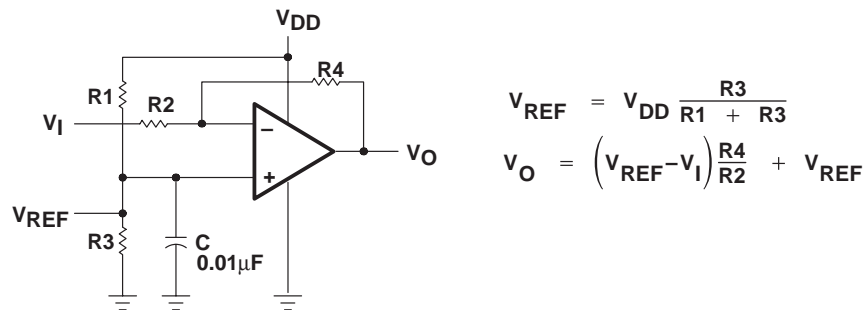 VDD
R4
R1
R2
VI
−
+
VO
VREF
R3
C
0.01µF
VREF = VDD R3 / R1 + R3
VO = (VREF−VI) R4 / R2 + VREF